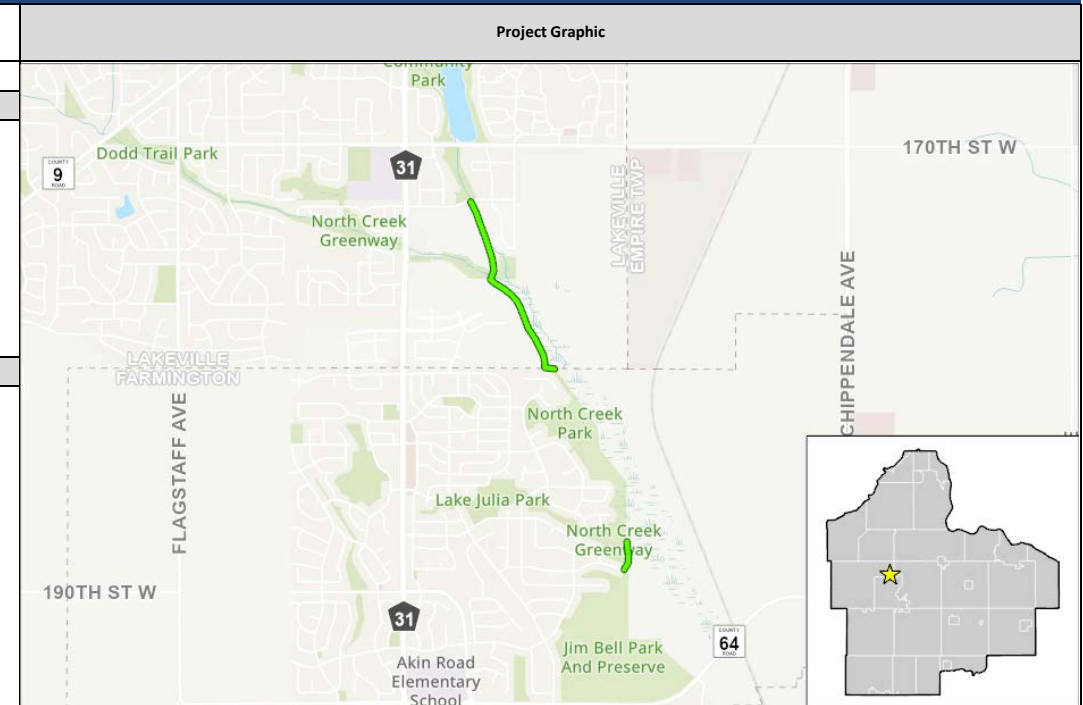 Project Graphic
Community
Park
170TH ST W
Dodd Trail Park
31
COUNTY
9
ROAD
LAKEVILLE
EMPIRE TWP
North Creek
Greenway
CHIPPENDALE AVE
LAKEVILLE
FARMINGTON
FLAGSTAFF AVE
North Creek
Park
Lake Julia Park
North Creek
Greenway
190TH ST W
31
COUNTY
64
ROAD
Jim Bell Park
And Preserve
Akin Road
Elementary
School